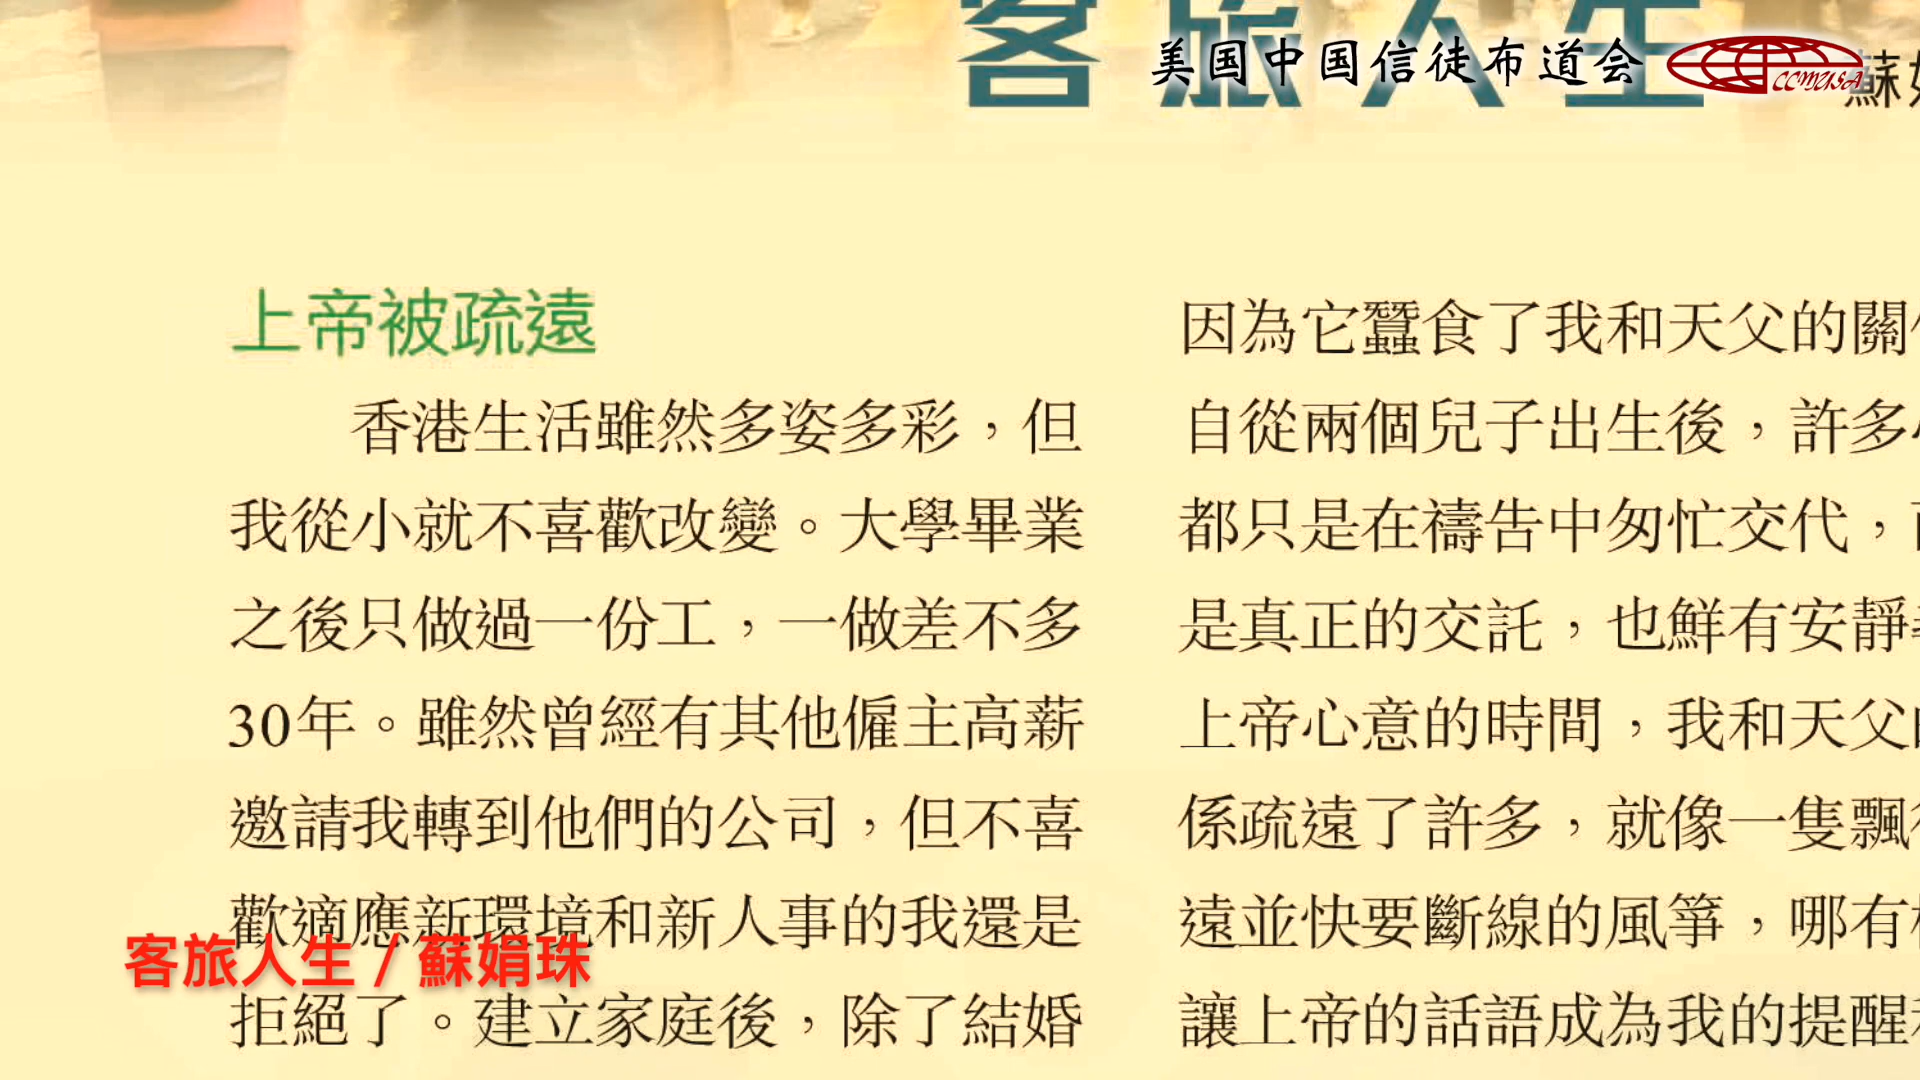 客旅人生
美国中国信徒布道会
CCMUSA
蘇
上帝被疏遠
香港生活雖然多姿多彩，但
我從小就不喜歡改變。大學畢業
之後只做過一份工，一做差不多
30年。雖然曾經有其他僱主高薪
邀請我轉到他們的公司，但不喜
歡適應新環境和新人事的我還是
拒絕了。建立家庭後，除了結婚
因為它蠶食了我和天父的關
自從兩個兒子出生後，許多
都只是在禱告中匆忙交代，
是真正的交託，也鮮有安靜
上帝心意的時間，我和天父
係疏遠了許多，就像一隻飄
遠並快要斷線的風箏，哪有
讓上帝的話語成為我的提醒
客旅人生 / 蘇娟珠